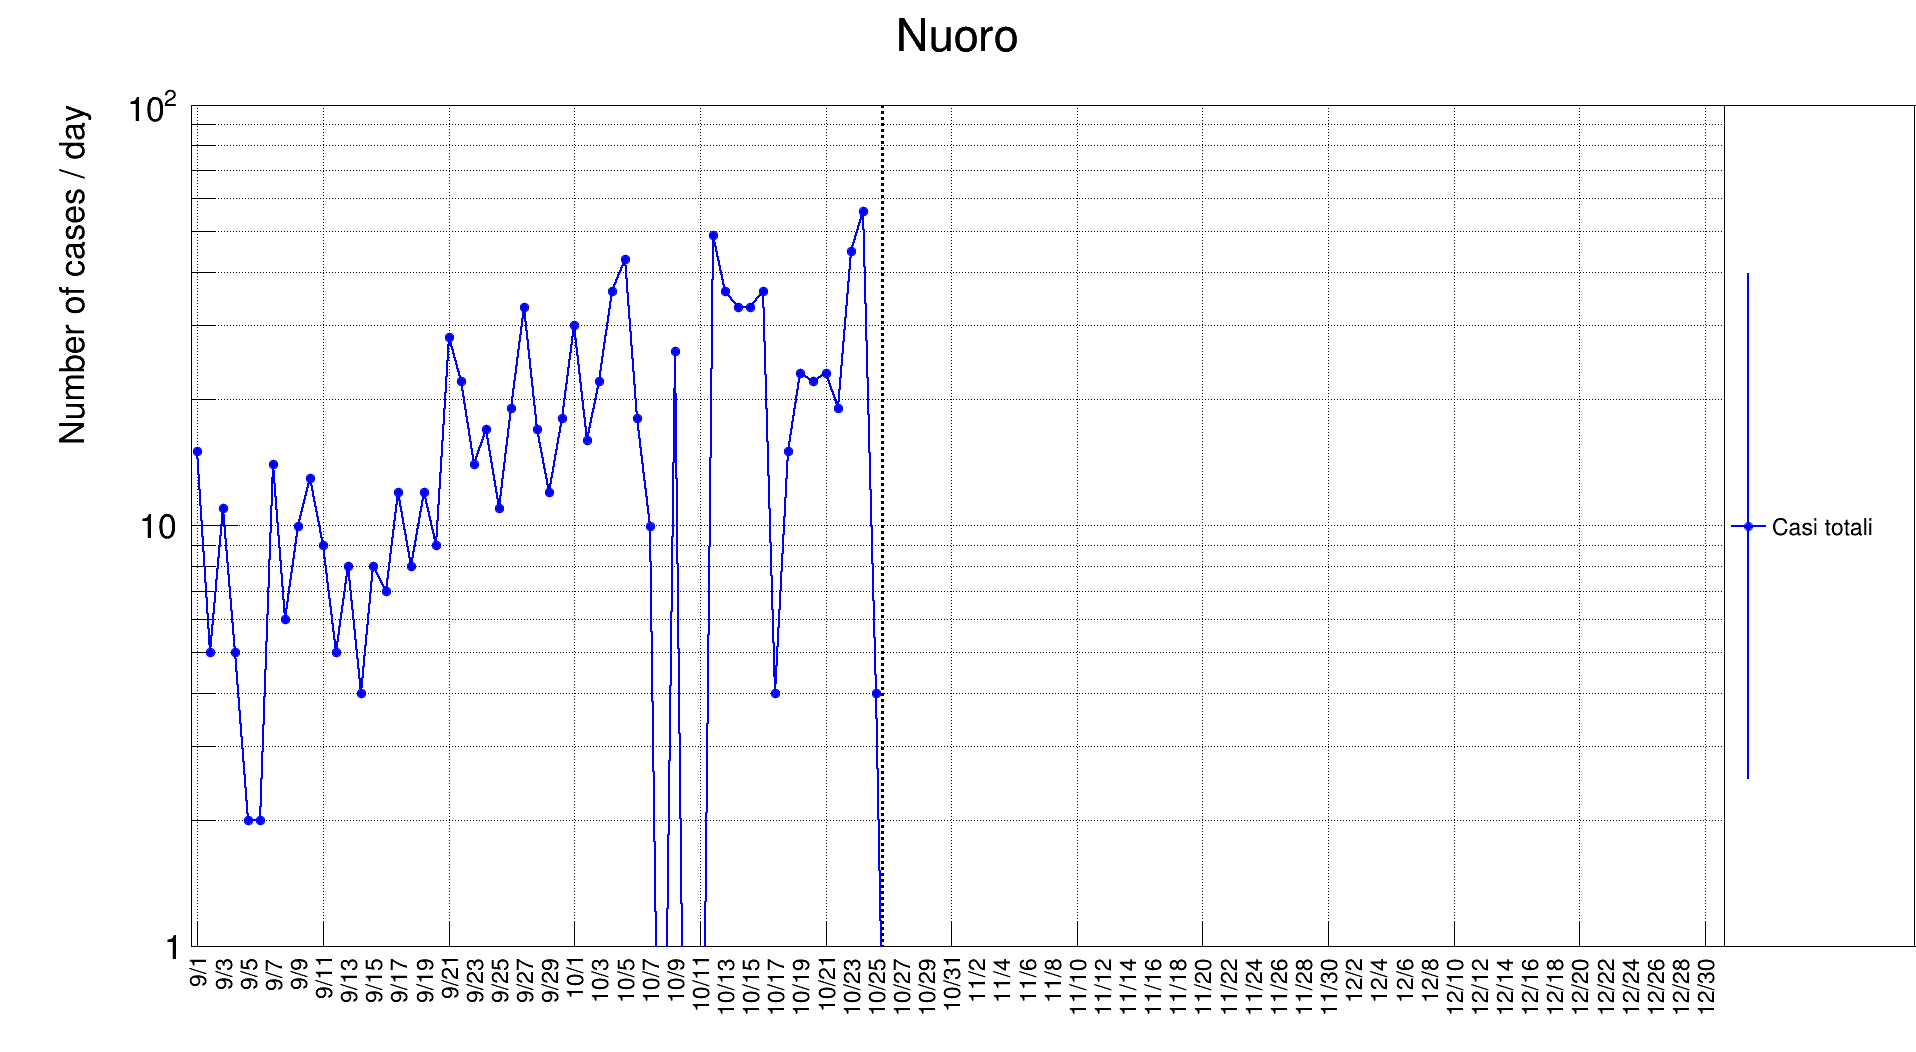 Nuoro
Number of cases / day
10²
10
1
9/1 9/3 9/5 9/7 9/9 9/11 9/13 9/15 9/17 9/19 9/21 9/23 9/25 9/27 9/29 10/1 10/3 10/5 10/7 10/9 10/11 10/13 10/15 10/17 10/19 10/21 10/23 10/25 10/27 10/29 10/31 11/2 11/4 11/6 11/8 11/10 11/12 11/14 11/16 11/18 11/20 11/22 11/24 11/26 11/28 11/30 12/2 12/4 12/6 12/8 12/10 12/12 12/14 12/16 12/18 12/20 12/22 12/24 12/26 12/28 12/30
Casi totali